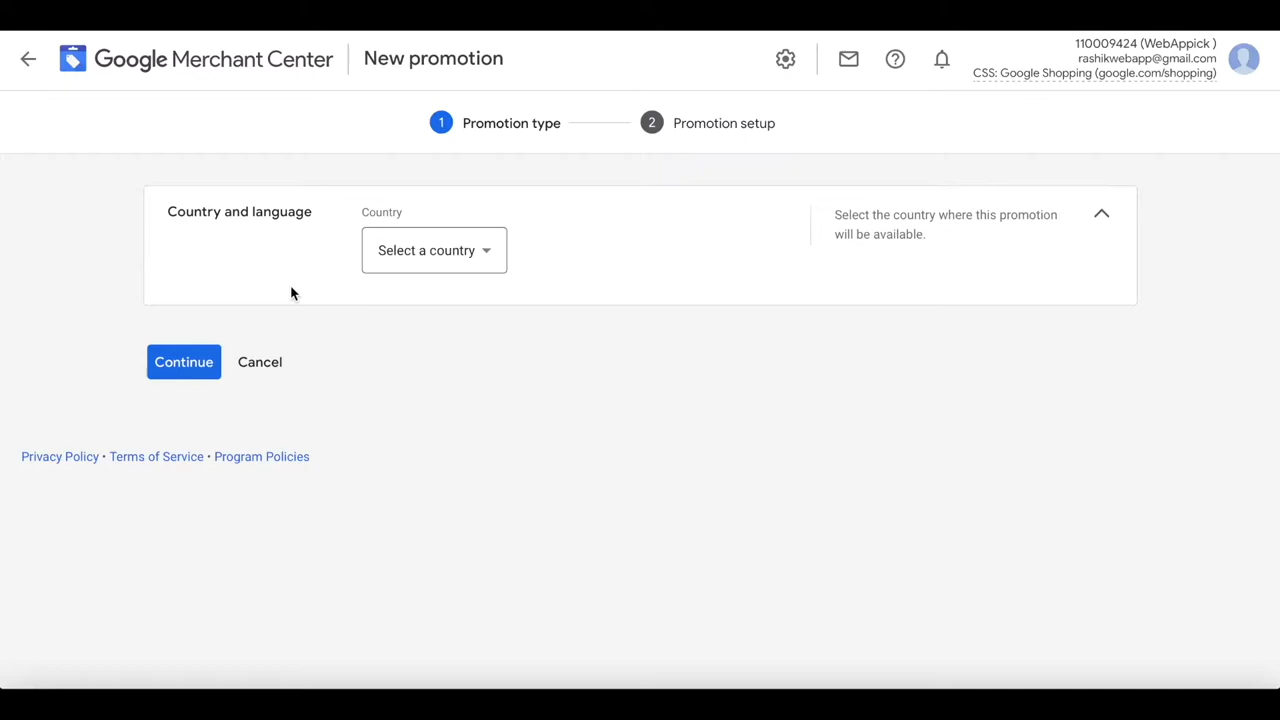 Google Merchant Center
New promotion
110009424 (WebAppick )
rashikwebapp@gmail.com
CSS: Google Shopping (google.com/shopping)
1 Promotion type
2 Promotion setup
Country and language
Country
Select a country
Select the country where this promotion
will be available.
Continue
Cancel
Privacy Policy • Terms of Service • Program Policies